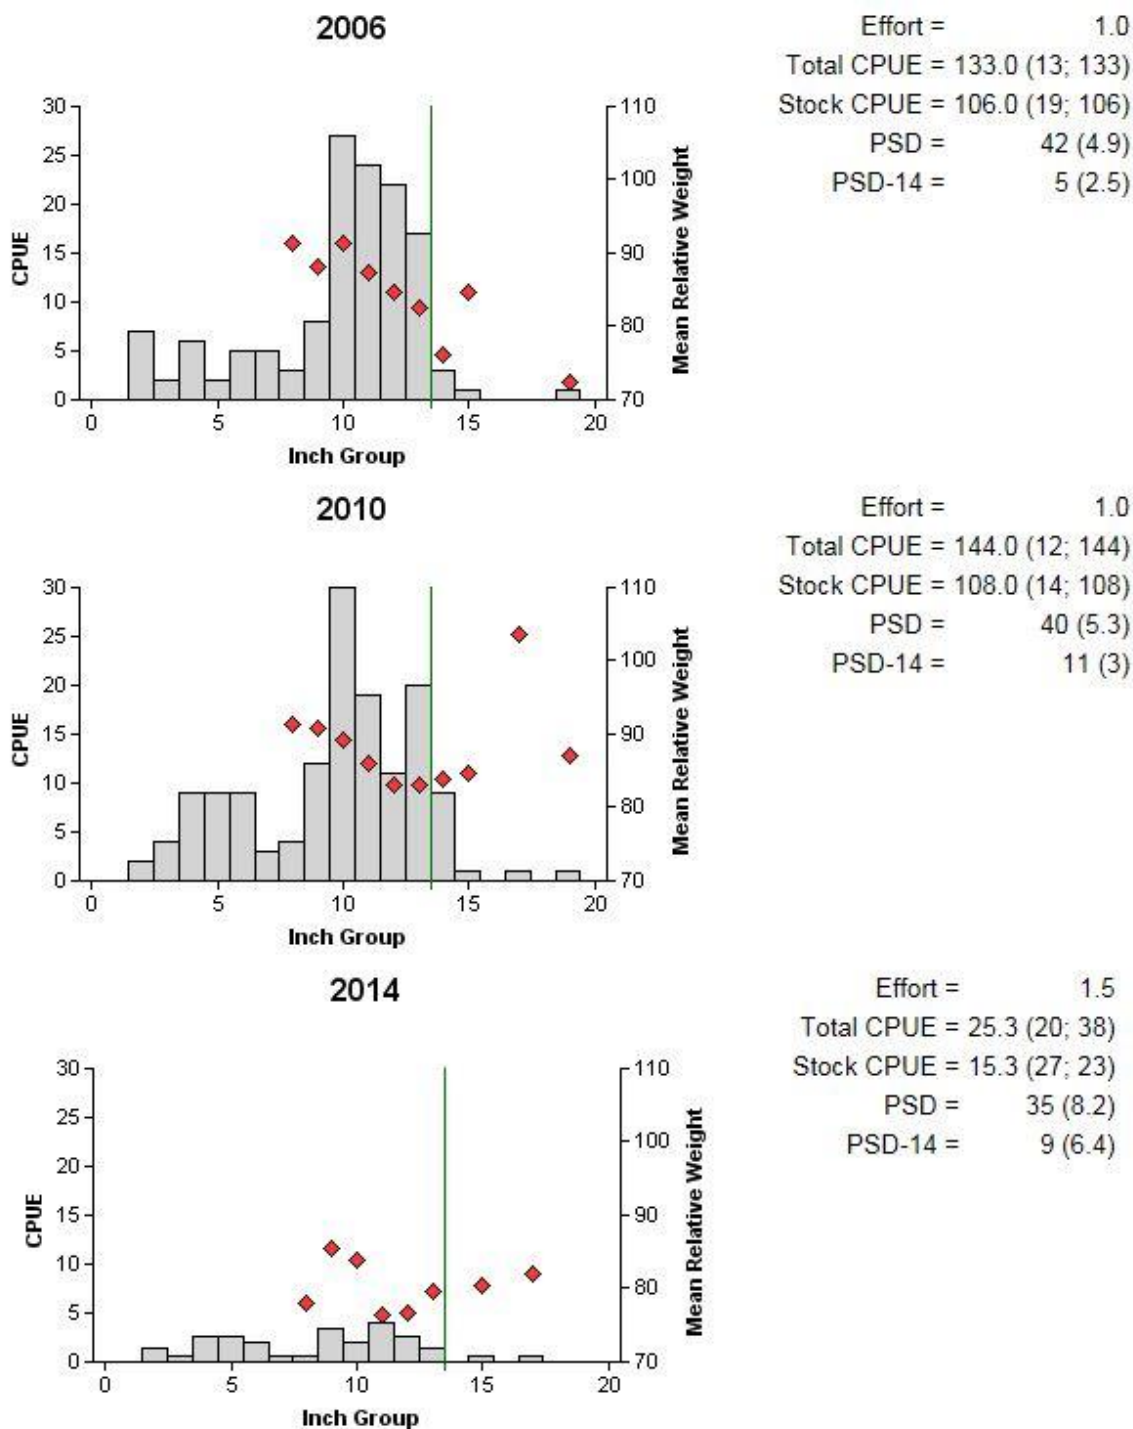 2006
Effort = 1.0
Total CPUE = 133.0 (13; 133)
Stock CPUE = 106.0 (19; 106)
PSD = 42 (4.9)
PSD-14 = 5 (2.5)
30
25
20
15
10
5
0
CPUE
110
100
90
80
70
Mean Relative Weight
0 5 10 15 20
Inch Group
2010
Effort = 1.0
Total CPUE = 144.0 (12; 144)
Stock CPUE = 108.0 (14; 108)
PSD = 40 (5.3)
PSD-14 = 11 (3)
30
25
20
15
10
5
0
CPUE
110
100
90
80
70
Mean Relative Weight
0 5 10 15 20
Inch Group
2014
Effort = 1.5
Total CPUE = 25.3 (20; 38)
Stock CPUE = 15.3 (27; 23)
PSD = 35 (8.2)
PSD-14 = 9 (6.4)
30
25
20
15
10
5
0
CPUE
110
100
90
80
70
Mean Relative Weight
0 5 10 15 20
Inch Group